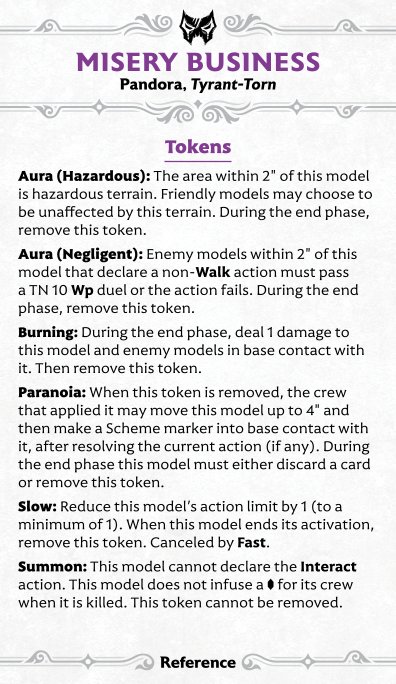 MISERY BUSINESS
Pandora, Tyrant-Torn
Tokens
Aura (Hazardous): The area within 2" of this model
is hazardous terrain. Friendly models may choose to
be unaffected by this terrain. During the end phase,
remove this token.
Aura (Negligent): Enemy models within 2" of this
model that declare a non-Walk action must pass
a TN 10 Wp duel or the action fails. During the end
phase, remove this token.
Burning: During the end phase, deal 1 damage to
this model and enemy models in base contact with
it. Then remove this token.
Paranoia: When this token is removed, the crew
that applied it may move this model up to 4" and
then make a Scheme marker into base contact with
it, after resolving the current action (if any). During
the end phase this model must either discard a card
or remove this token.
Slow: Reduce this model's action limit by 1 (to a
minimum of 1). When this model ends its activation,
remove this token. Canceled by Fast.
Summon: This model cannot declare the Interact
action. This model does not infuse a for its crew
when it is killed. This token cannot be removed.
Reference